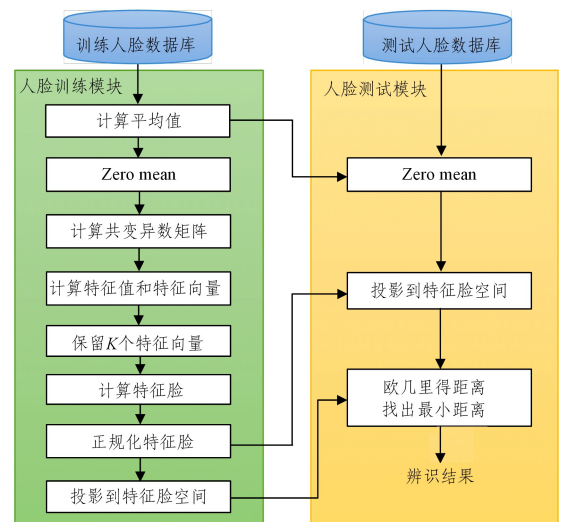 训练人脸数据库
测试人脸数据库
人脸训练模块
计算平均值
Zero mean
计算共变异数矩阵
计算特征值和特征向量
保留K个特征向量
计算特征脸
正规化特征脸
投影到特征脸空间
人脸测试模块
Zero mean
投影到特征脸空间
欧几里得距离
找出最小距离
辨识结果